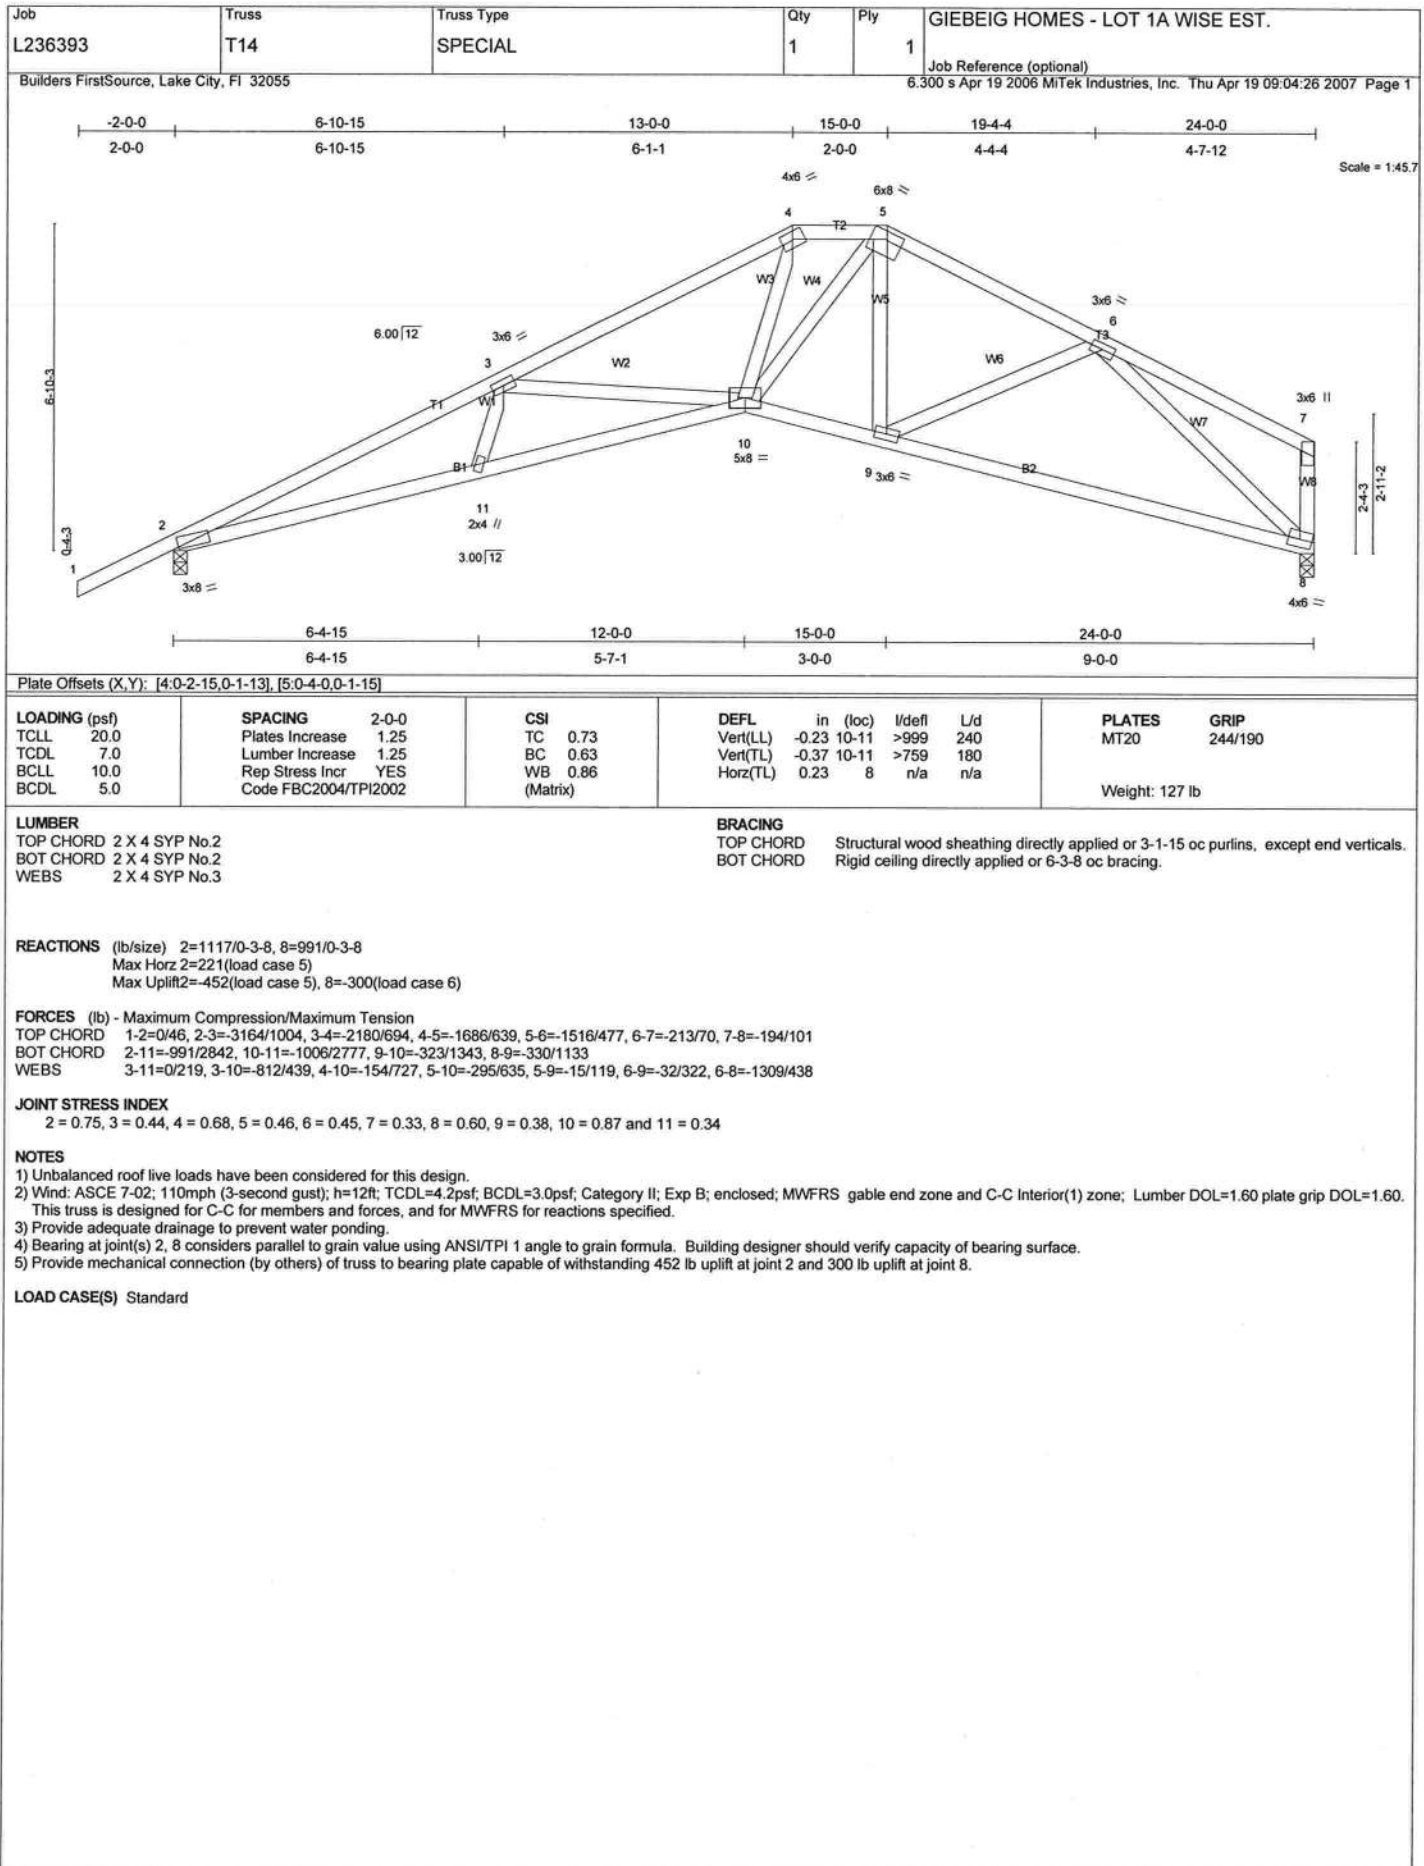 Job Truss Truss Type Qty Ply GIEBEIG HOMES - LOT 1A WISE EST.
L236393 T14 SPECIAL 1 1
Job Reference (optional)
Builders FirstSource, Lake City, Fl 32055 6.300 s Apr 19 2006 MiTek Industries, Inc. Thu Apr 19 09:04:26 2007 Page 1
-2-0-0 6-10-15 13-0-0 15-0-0 19-4-4 24-0-0
2-0-0 6-10-15 6-1-1 2-0-0 4-4-4 4-7-12
Scale = 1:45.7
4x6 =
6x8 =
4 5
T2
W3 W4
W5
3x6 =
6
T3
6.00 12
3x6 =
3
W2
W6
6-10-3
T1 W1
3x6 ||
7
W7
10
5x8 =
B1
9 3x6 =
B2
W8
2-4-3
2-11-2
11
2x4 //
2
0-4-3
3.00 12
1
3x8 =
8
4x6 =
6-4-15 12-0-0 15-0-0 24-0-0
6-4-15 5-7-1 3-0-0 9-0-0
Plate Offsets (X,Y): [4:0-2-15,0-1-13], [5:0-4-0,0-1-15]
LOADING (psf) SPACING 2-0-0 CSI DEFL in (loc) l/defl L/d PLATES GRIP
TCLL 20.0 Plates Increase 1.25 TC 0.73 Vert(LL) -0.23 10-11 >999 240 MT20 244/190
TCDL 7.0 Lumber Increase 1.25 BC 0.63 Vert(TL) -0.37 10-11 >759 180
BCLL 10.0 Rep Stress Incr YES WB 0.86 Horz(TL) 0.23 8 n/a n/a
BCDL 5.0 Code FBC2004/TPI2002 (Matrix) Weight: 127 lb
LUMBER BRACING
TOP CHORD 2 X 4 SYP No.2 TOP CHORD Structural wood sheathing directly applied or 3-1-15 oc purlins, except end verticals.
BOT CHORD 2 X 4 SYP No.2 BOT CHORD Rigid ceiling directly applied or 6-3-8 oc bracing.
WEBS 2 X 4 SYP No.3
REACTIONS (lb/size) 2=1117/0-3-8, 8=991/0-3-8
Max Horz 2=221(load case 5)
Max Uplift2=-452(load case 5), 8=-300(load case 6)
FORCES (lb) - Maximum Compression/Maximum Tension
TOP CHORD 1-2=0/46, 2-3=-3164/1004, 3-4=-2180/694, 4-5=-1686/639, 5-6=-1516/477, 6-7=-213/70, 7-8=-194/101
BOT CHORD 2-11=-991/2842, 10-11=-1006/2777, 9-10=-323/1343, 8-9=-330/1133
WEBS 3-11=0/219, 3-10=-812/439, 4-10=-154/727, 5-10=-295/635, 5-9=-15/119, 6-9=-32/322, 6-8=-1309/438
JOINT STRESS INDEX
2 = 0.75, 3 = 0.44, 4 = 0.68, 5 = 0.46, 6 = 0.45, 7 = 0.33, 8 = 0.60, 9 = 0.38, 10 = 0.87 and 11 = 0.34
NOTES
1) Unbalanced roof live loads have been considered for this design.
2) Wind: ASCE 7-02; 110mph (3-second gust); h=12ft; TCDL=4.2psf; BCDL=3.0psf; Category II; Exp B; enclosed; MWFRS gable end zone and C-C Interior(1) zone; Lumber DOL=1.60 plate grip DOL=1.60.
This truss is designed for C-C for members and forces, and for MWFRS for reactions specified.
3) Provide adequate drainage to prevent water ponding.
4) Bearing at joint(s) 2, 8 considers parallel to grain value using ANSI/TPI 1 angle to grain formula. Building designer should verify capacity of bearing surface.
5) Provide mechanical connection (by others) of truss to bearing plate capable of withstanding 452 lb uplift at joint 2 and 300 lb uplift at joint 8.
LOAD CASE(S) Standard